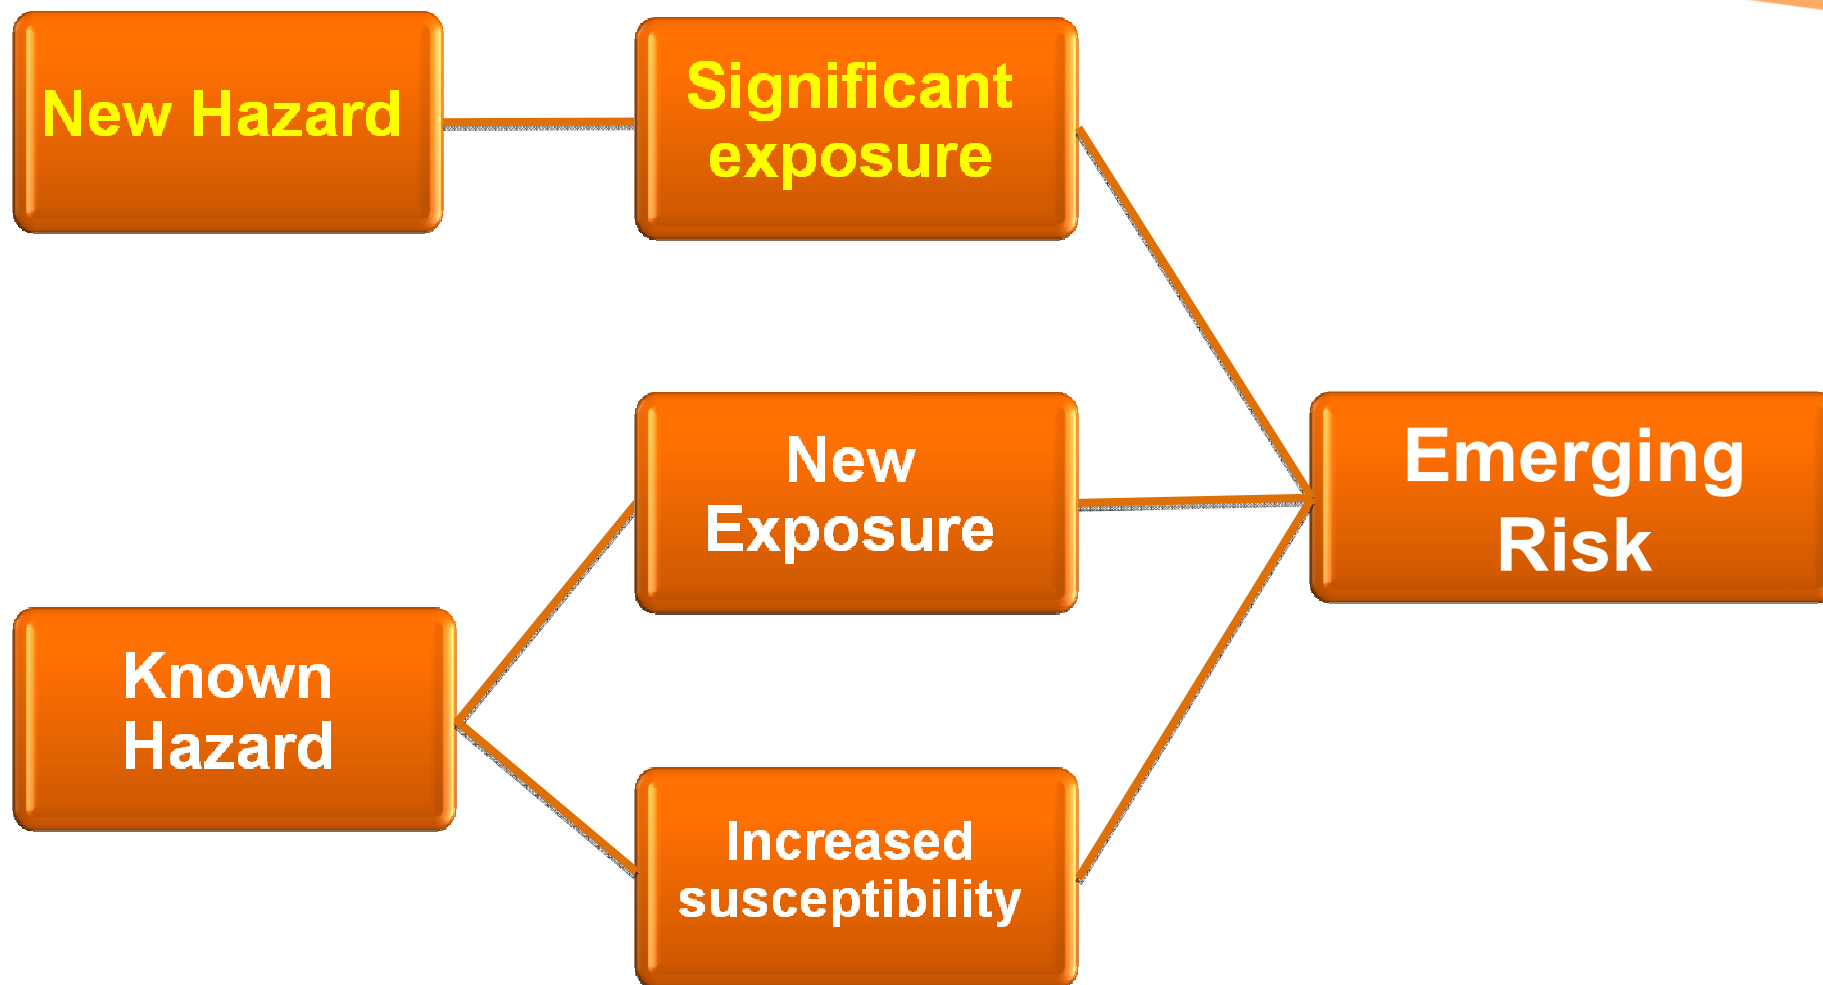 New Hazard
Significant
exposure
New
Exposure
Emerging
Risk
Known
Hazard
Increased
susceptibility